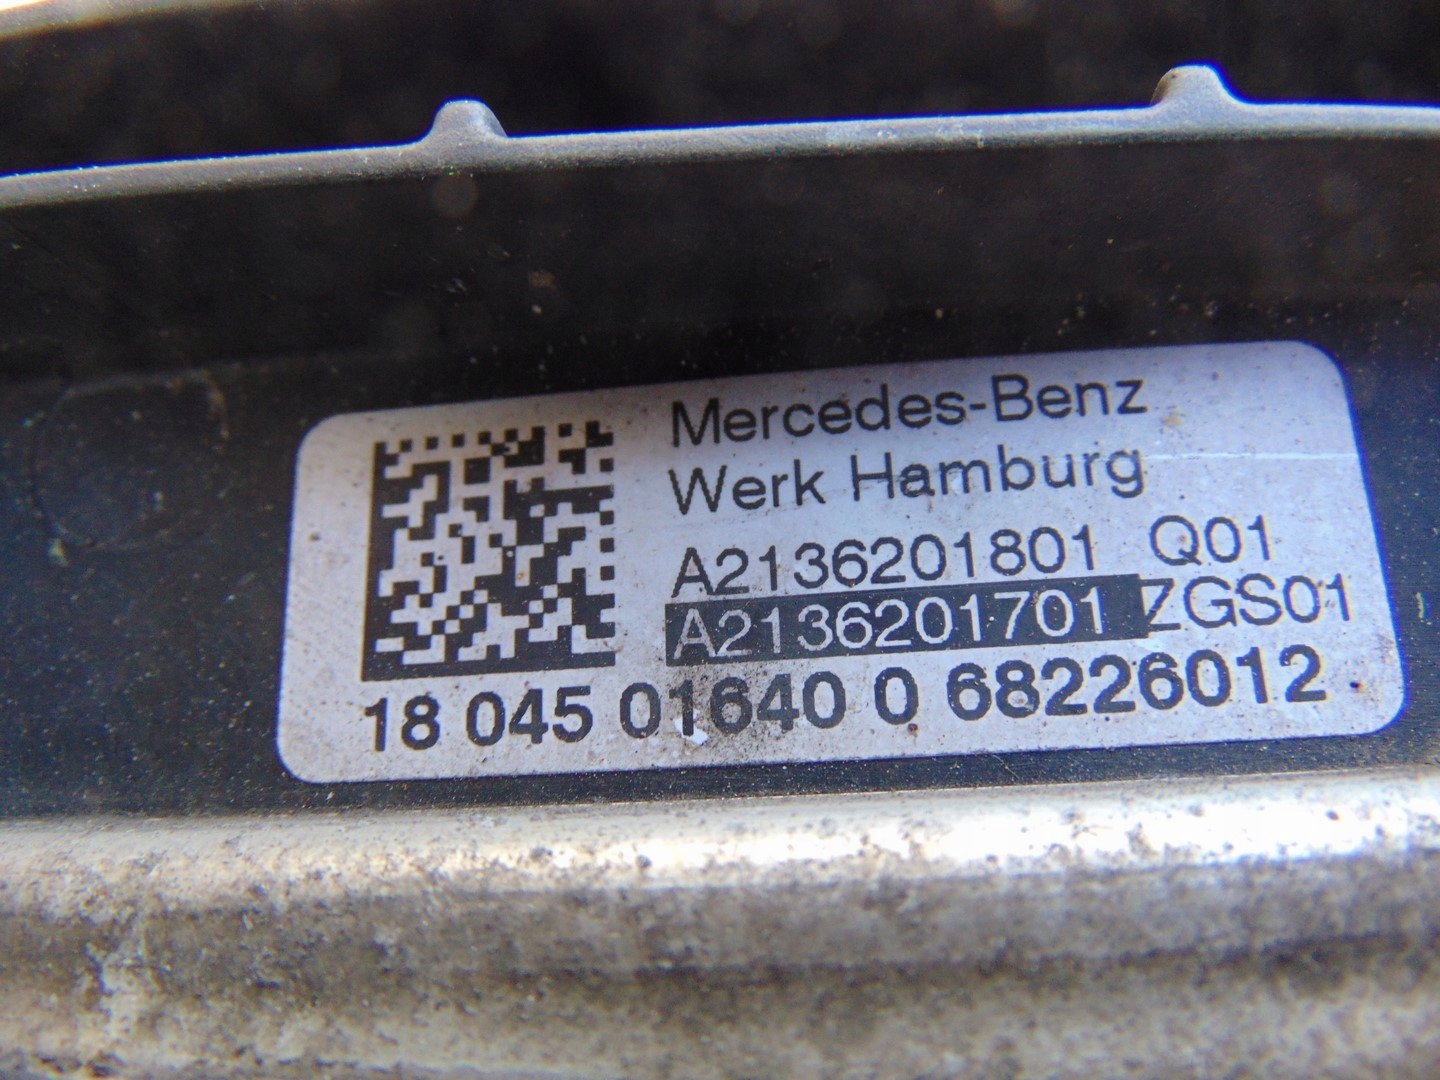 Mercedes-Benz
Werk Hamburg
A2136201801 Q01
A2136201701 ZGS01
18 045 01640 0 68226012